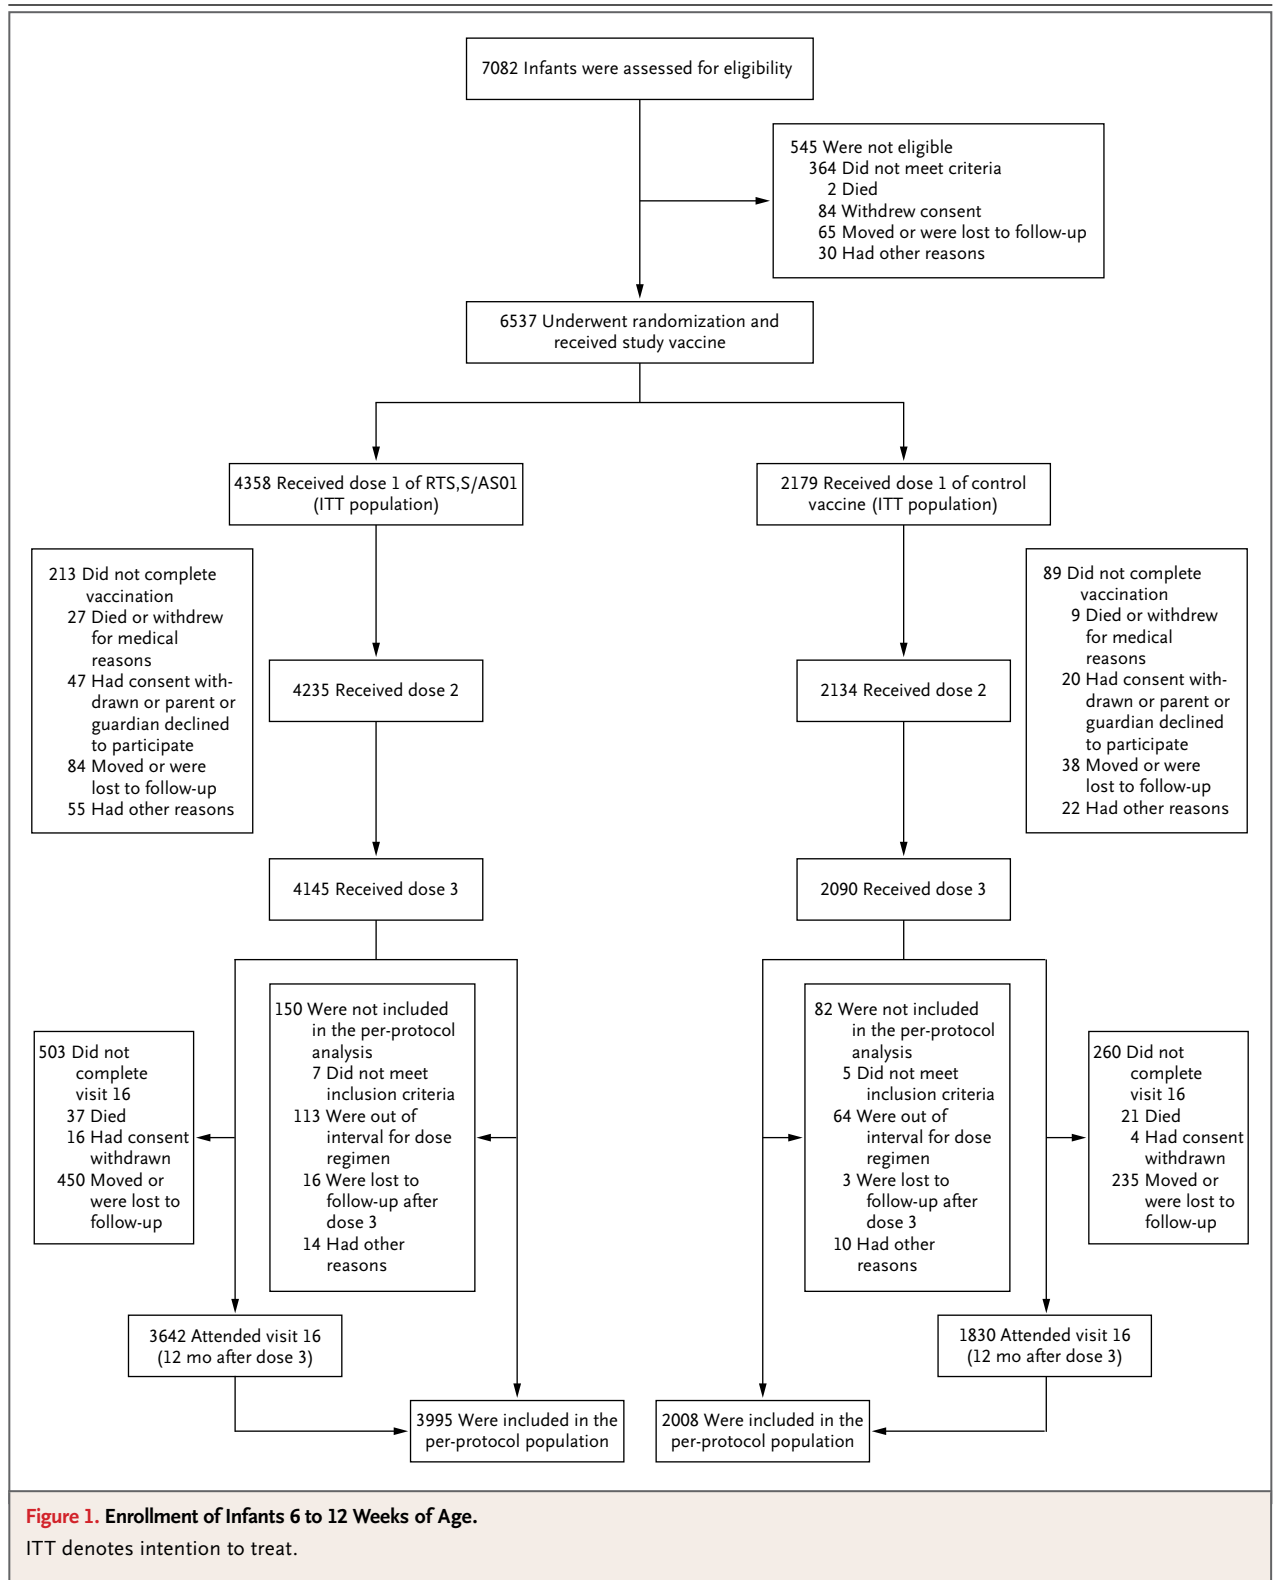 7082 Infants were assessed for eligibility
545 Were not eligible
364 Did not meet criteria
2 Died
84 Withdrew consent
65 Moved or were lost to follow-up
30 Had other reasons
6537 Underwent randomization and
received study vaccine
4358 Received dose 1 of RTS,S/AS01
(ITT population)
2179 Received dose 1 of control
vaccine (ITT population)
213 Did not complete
vaccination
27 Died or withdrew
for medical
reasons
47 Had consent with-
drawn or parent or
guardian declined
to participate
84 Moved or were
lost to follow-up
55 Had other reasons
89 Did not complete
vaccination
9 Died or withdrew
for medical
reasons
20 Had consent with-
drawn or parent or
guardian declined
to participate
38 Moved or were
lost to follow-up
22 Had other reasons
4235 Received dose 2
2134 Received dose 2
4145 Received dose 3
2090 Received dose 3
503 Did not
complete
visit 16
37 Died
16 Had consent
withdrawn
450 Moved or
were lost to
follow-up
150 Were not included
in the per-protocol
analysis
7 Did not meet
inclusion criteria
113 Were out of
interval for dose
regimen
16 Were lost to
follow-up after
dose 3
14 Had other
reasons
82 Were not included
in the per-protocol
analysis
5 Did not meet
inclusion criteria
64 Were out of
interval for dose
regimen
3 Were lost to
follow-up after
dose 3
10 Had other
reasons
260 Did not
complete
visit 16
21 Died
4 Had consent
withdrawn
235 Moved or
were lost to
follow-up
3642 Attended visit 16
(12 mo after dose 3)
1830 Attended visit 16
(12 mo after dose 3)
3995 Were included in the
per-protocol population
2008 Were included in the
per-protocol population
Figure 1. Enrollment of Infants 6 to 12 Weeks of Age.
ITT denotes intention to treat.